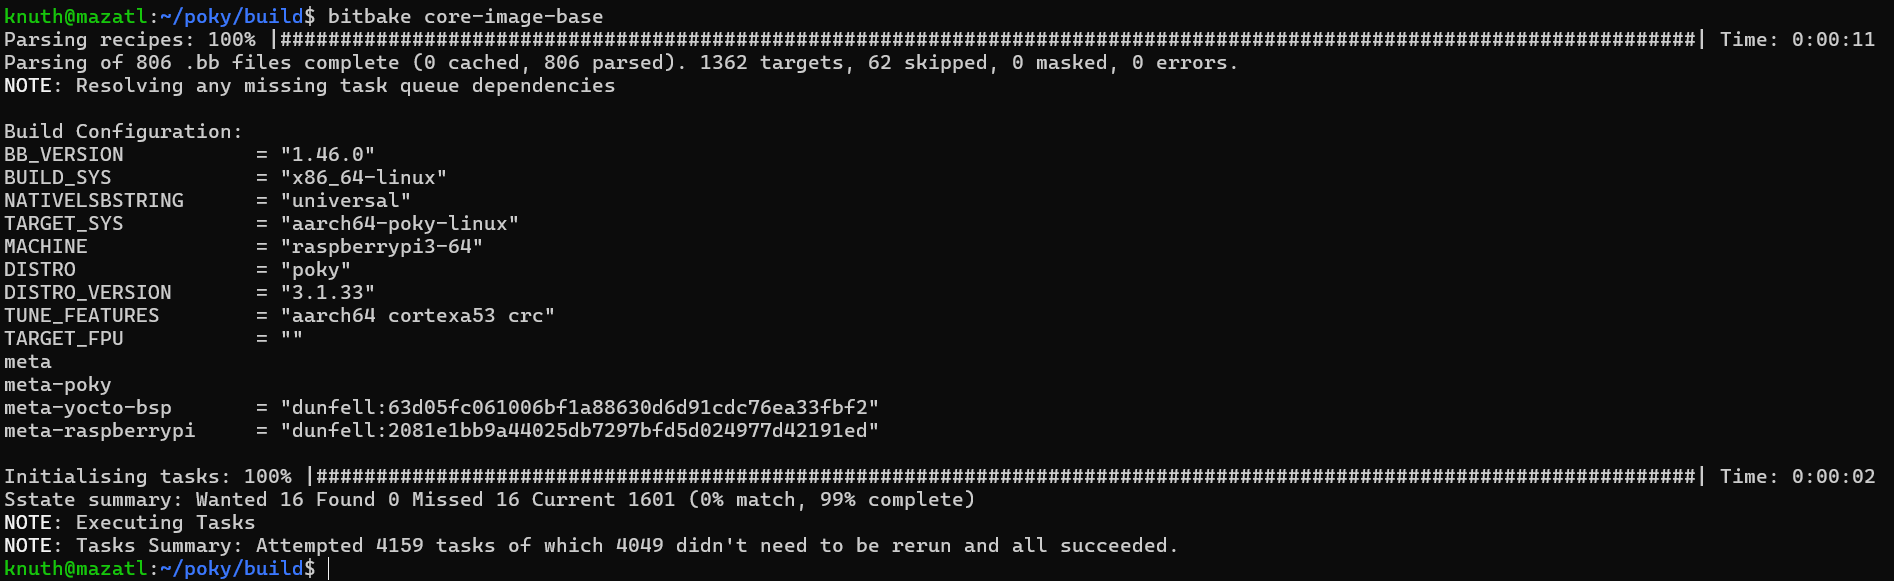 knuth@mazatl:~/poky/build$ bitbake core-image-base
Parsing recipes: 100% |######################################################################################################################| Time: 0:00:11
Parsing of 806 .bb files complete (0 cached, 806 parsed). 1362 targets, 62 skipped, 0 masked, 0 errors.
NOTE: Resolving any missing task queue dependencies

Build Configuration:
BB_VERSION           = "1.46.0"
BUILD_SYS            = "x86_64-linux"
NATIVELSBSTRING      = "universal"
TARGET_SYS           = "aarch64-poky-linux"
MACHINE              = "raspberrypi3-64"
DISTRO               = "poky"
DISTRO_VERSION       = "3.1.33"
TUNE_FEATURES        = "aarch64 cortexa53 crc"
TARGET_FPU           = ""
meta
meta-poky
meta-yocto-bsp       = "dunfell:63d05fc061006bf1a88630d6d91cdc76ea33fbf2"
meta-raspberrypi     = "dunfell:2081e1bb9a44025db7297bfd5d024977d42191ed"

Initialising tasks: 100% |###################################################################################################################| Time: 0:00:02
Sstate summary: Wanted 16 Found 0 Missed 16 Current 1601 (0% match, 99% complete)
NOTE: Executing Tasks
NOTE: Tasks Summary: Attempted 4159 tasks of which 4049 didn't need to be rerun and all succeeded.
knuth@mazatl:~/poky/build$